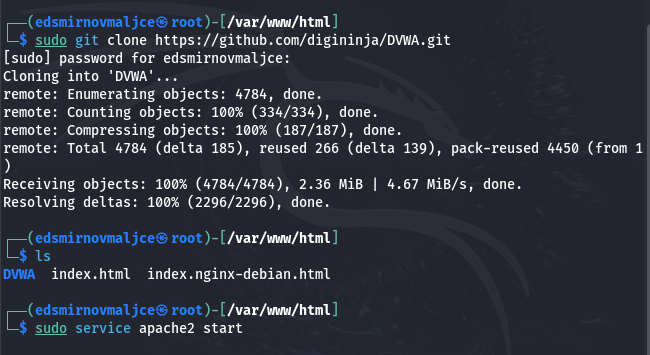 ┌──(edsmirnovmaljce㉿root)-[/var/www/html]
└─$ sudo git clone https://github.com/digininja/DVWA.git
[sudo] password for edsmirnovmaljce:
Cloning into 'DVWA'...
remote: Enumerating objects: 4784, done.
remote: Counting objects: 100% (334/334), done.
remote: Compressing objects: 100% (187/187), done.
remote: Total 4784 (delta 185), reused 266 (delta 139), pack-reused 4450 (from 1
)
Receiving objects: 100% (4784/4784), 2.36 MiB | 4.67 MiB/s, done.
Resolving deltas: 100% (2296/2296), done.
┌──(edsmirnovmaljce㉿root)-[/var/www/html]
└─$ ls
DVWA  index.html  index.nginx-debian.html
┌──(edsmirnovmaljce㉿root)-[/var/www/html]
└─$ sudo service apache2 start